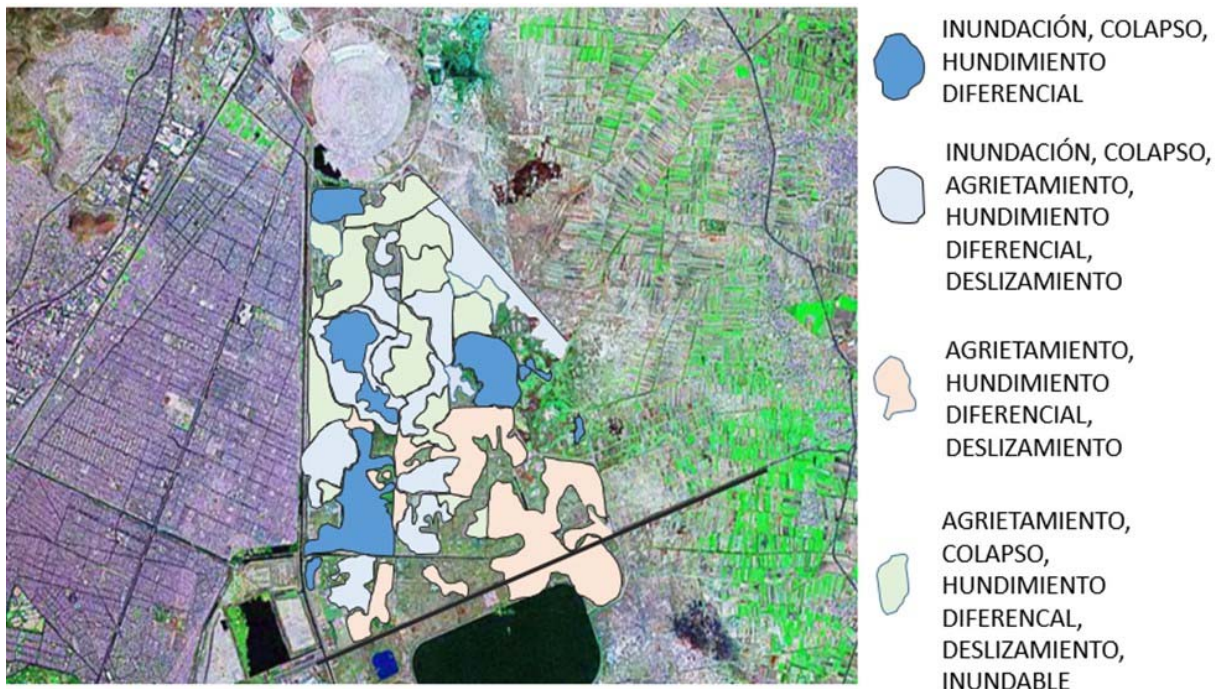 INUNDACIÓN, COLAPSO,
HUNDIMIENTO
DIFERENCIAL
INUNDACIÓN, COLAPSO,
AGRIETAMIENTO,
HUNDIMIENTO
DIFERENCIAL,
DESLIZAMIENTO
AGRIETAMIENTO,
HUNDIMIENTO
DIFERENCIAL,
DESLIZAMIENTO
AGRIETAMIENTO,
COLAPSO,
HUNDIMIENTO
DIFERENCAL,
DESLIZAMIENTO,
INUNDABLE